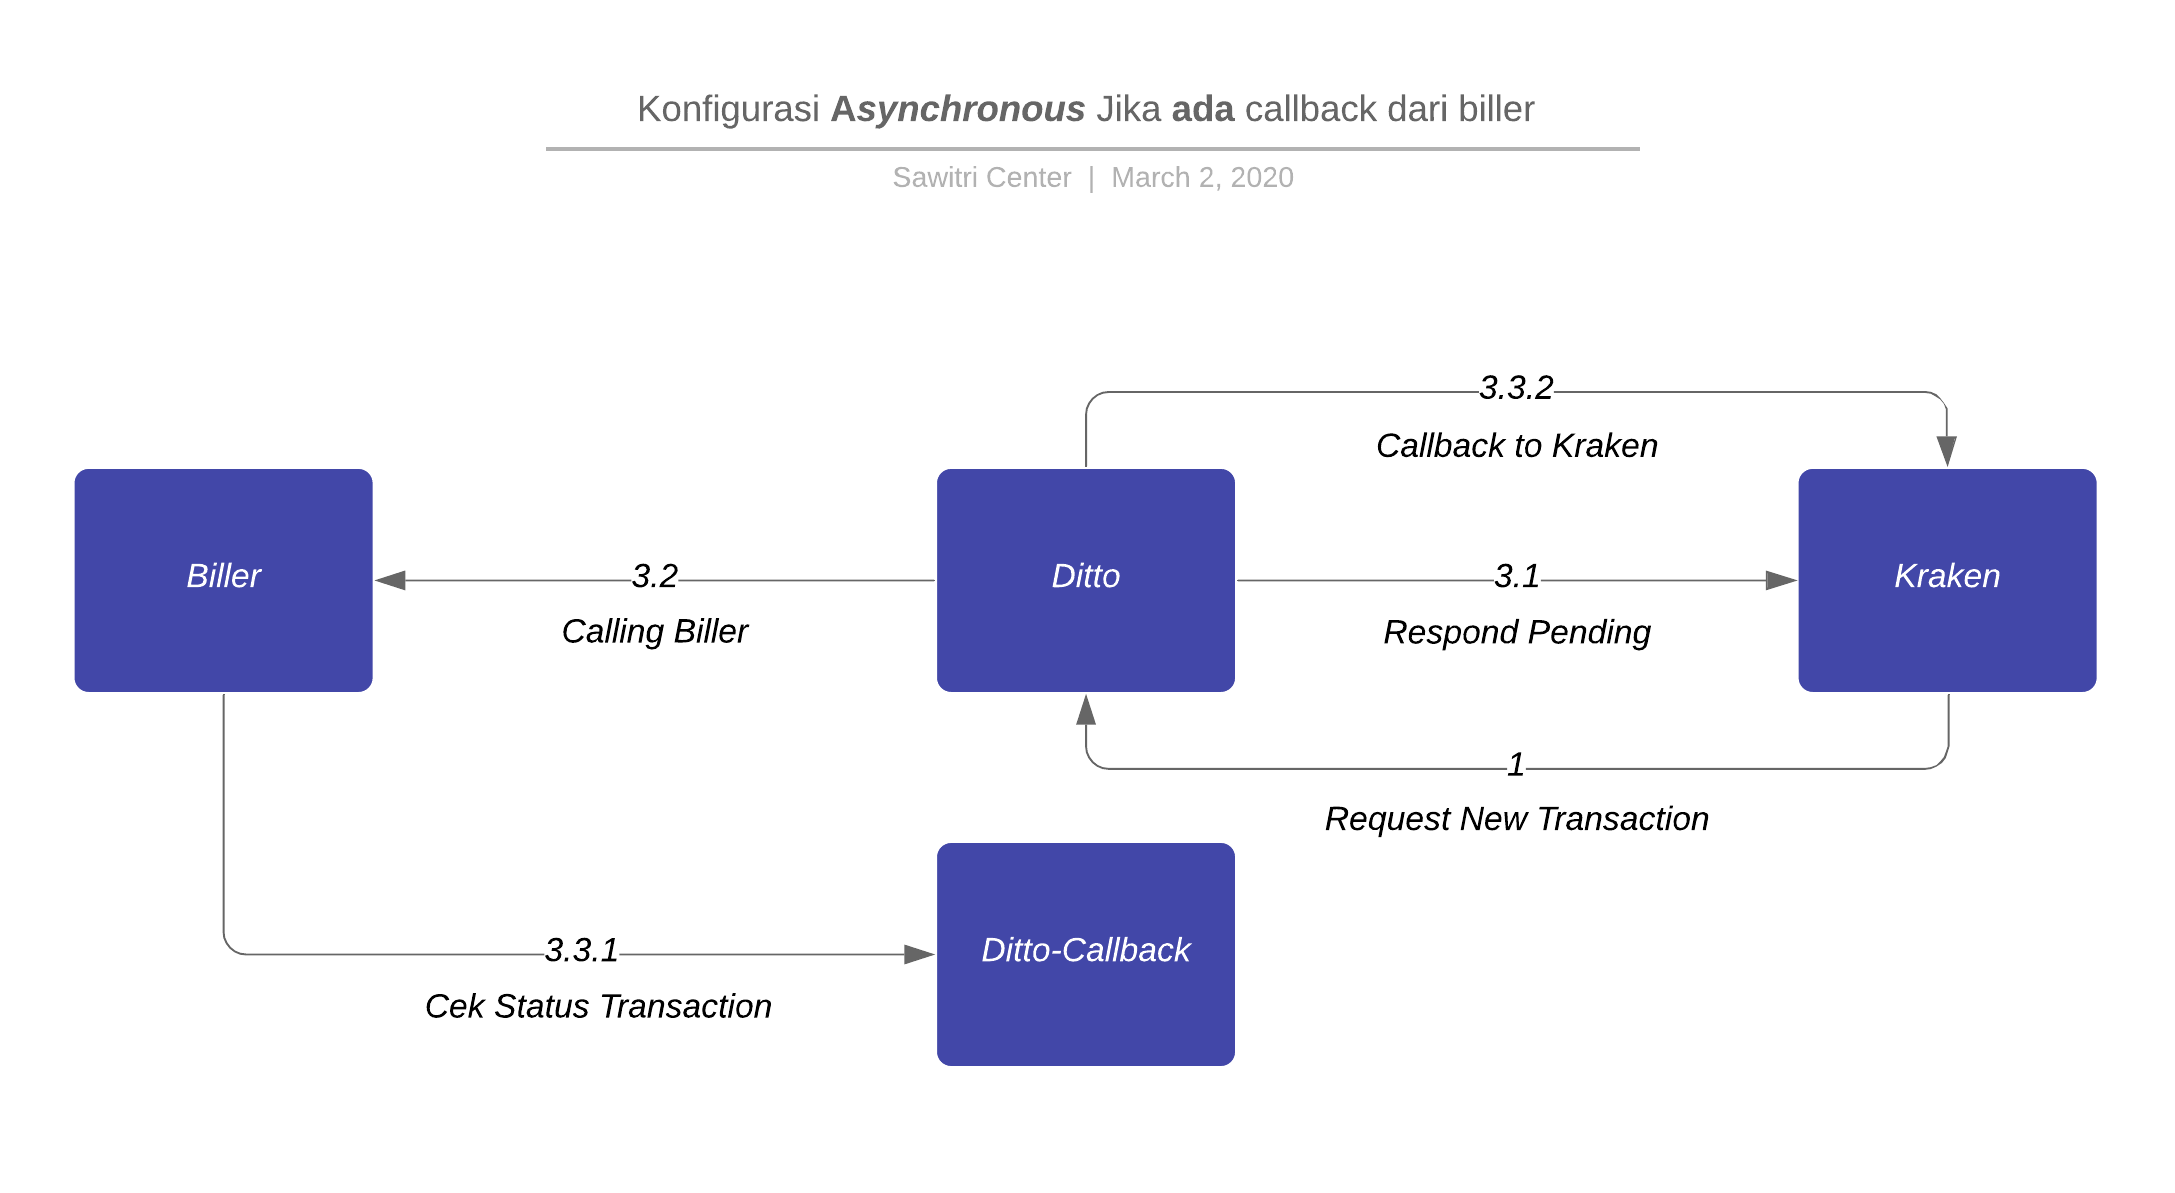 Konfigurasi Asynchronous Jika ada callback dari biller
Sawitri Center | March 2, 2020
3.3.2
Callback to Kraken
Biller
3.2
Calling Biller
Ditto
3.1
Respond Pending
Kraken
1
Request New Transaction
3.3.1
Cek Status Transaction
Ditto-Callback